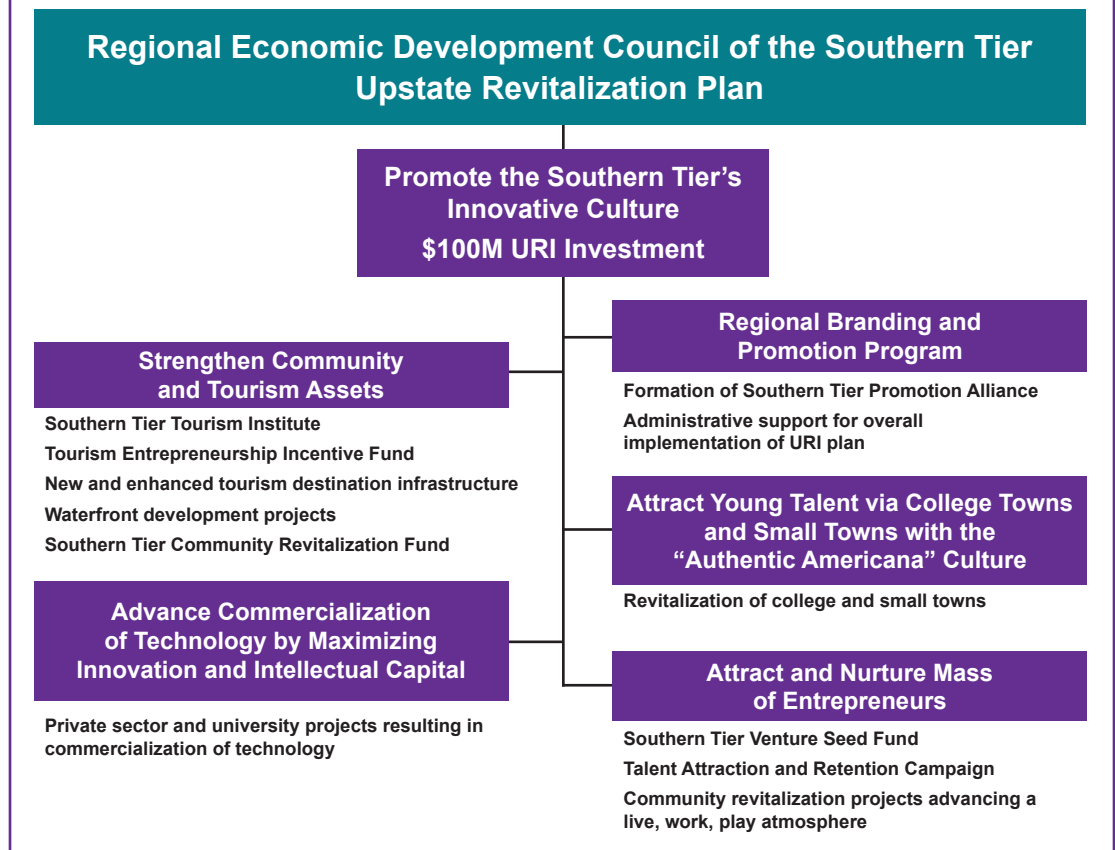 Regional Economic Development Council of the Southern Tier
Upstate Revitalization Plan
Promote the Southern Tier’s
Innovative Culture
$100M URI Investment
Strengthen Community
and Tourism Assets
Southern Tier Tourism Institute
Tourism Entrepreneurship Incentive Fund
New and enhanced tourism destination infrastructure
Waterfront development projects
Southern Tier Community Revitalization Fund
Advance Commercialization
of Technology by Maximizing
Innovation and Intellectual Capital
Private sector and university projects resulting in
commercialization of technology
Regional Branding and
Promotion Program
Formation of Southern Tier Promotion Alliance
Administrative support for overall
implementation of URI plan
Attract Young Talent via College Towns
and Small Towns with the
“Authentic Americana” Culture
Revitalization of college and small towns
Attract and Nurture Mass
of Entrepreneurs
Southern Tier Venture Seed Fund
Talent Attraction and Retention Campaign
Community revitalization projects advancing a
live, work, play atmosphere